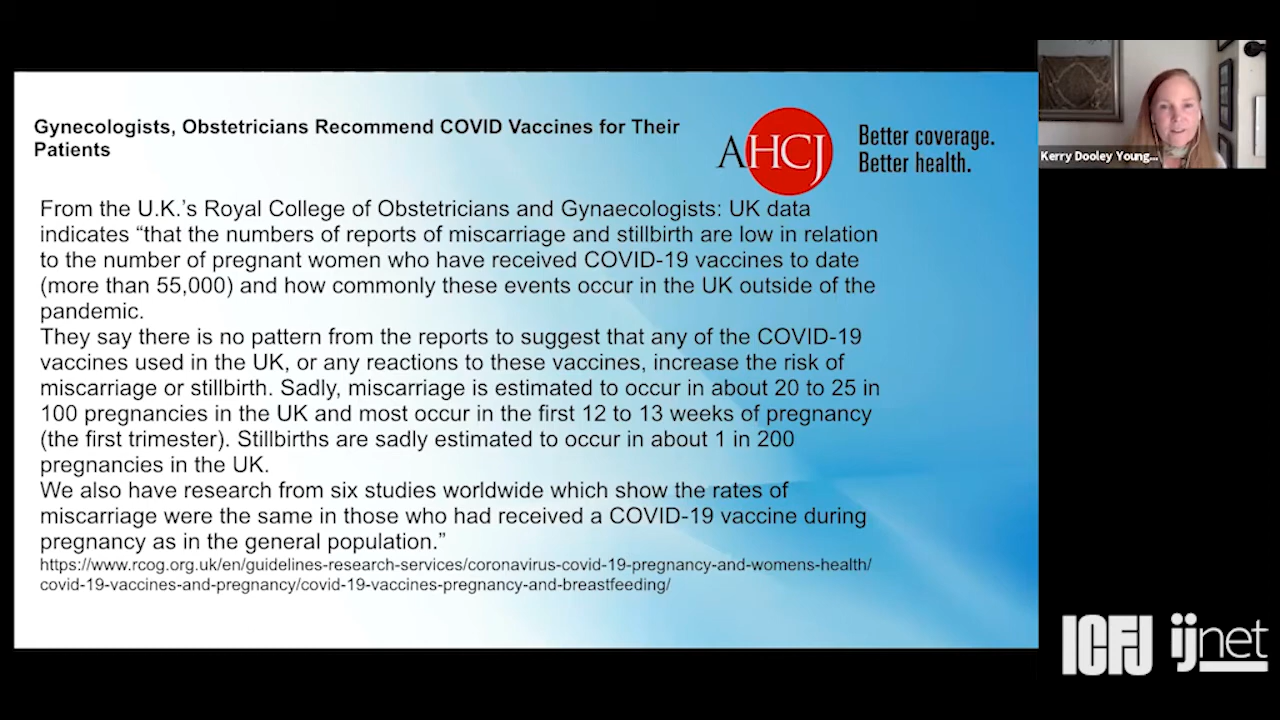 Gynecologists, Obstetricians Recommend COVID Vaccines for Their
Patients
AHCJ
Better coverage.
Better health.
Kerry Dooley Young...
From the U.K.’s Royal College of Obstetricians and Gynaecologists: UK data
indicates “that the numbers of reports of miscarriage and stillbirth are low in relation
to the number of pregnant women who have received COVID-19 vaccines to date
(more than 55,000) and how commonly these events occur in the UK outside of the
pandemic.
They say there is no pattern from the reports to suggest that any of the COVID-19
vaccines used in the UK, or any reactions to these vaccines, increase the risk of
miscarriage or stillbirth. Sadly, miscarriage is estimated to occur in about 20 to 25 in
100 pregnancies in the UK and most occur in the first 12 to 13 weeks of pregnancy
(the first trimester). Stillbirths are sadly estimated to occur in about 1 in 200
pregnancies in the UK.
We also have research from six studies worldwide which show the rates of
miscarriage were the same in those who had received a COVID-19 vaccine during
pregnancy as in the general population.”
https://www.rcog.org.uk/en/guidelines-research-services/coronavirus-covid-19-pregnancy-and-womens-health/
covid-19-vaccines-and-pregnancy/covid-19-vaccines-pregnancy-and-breastfeeding/
ICFJ ijnet